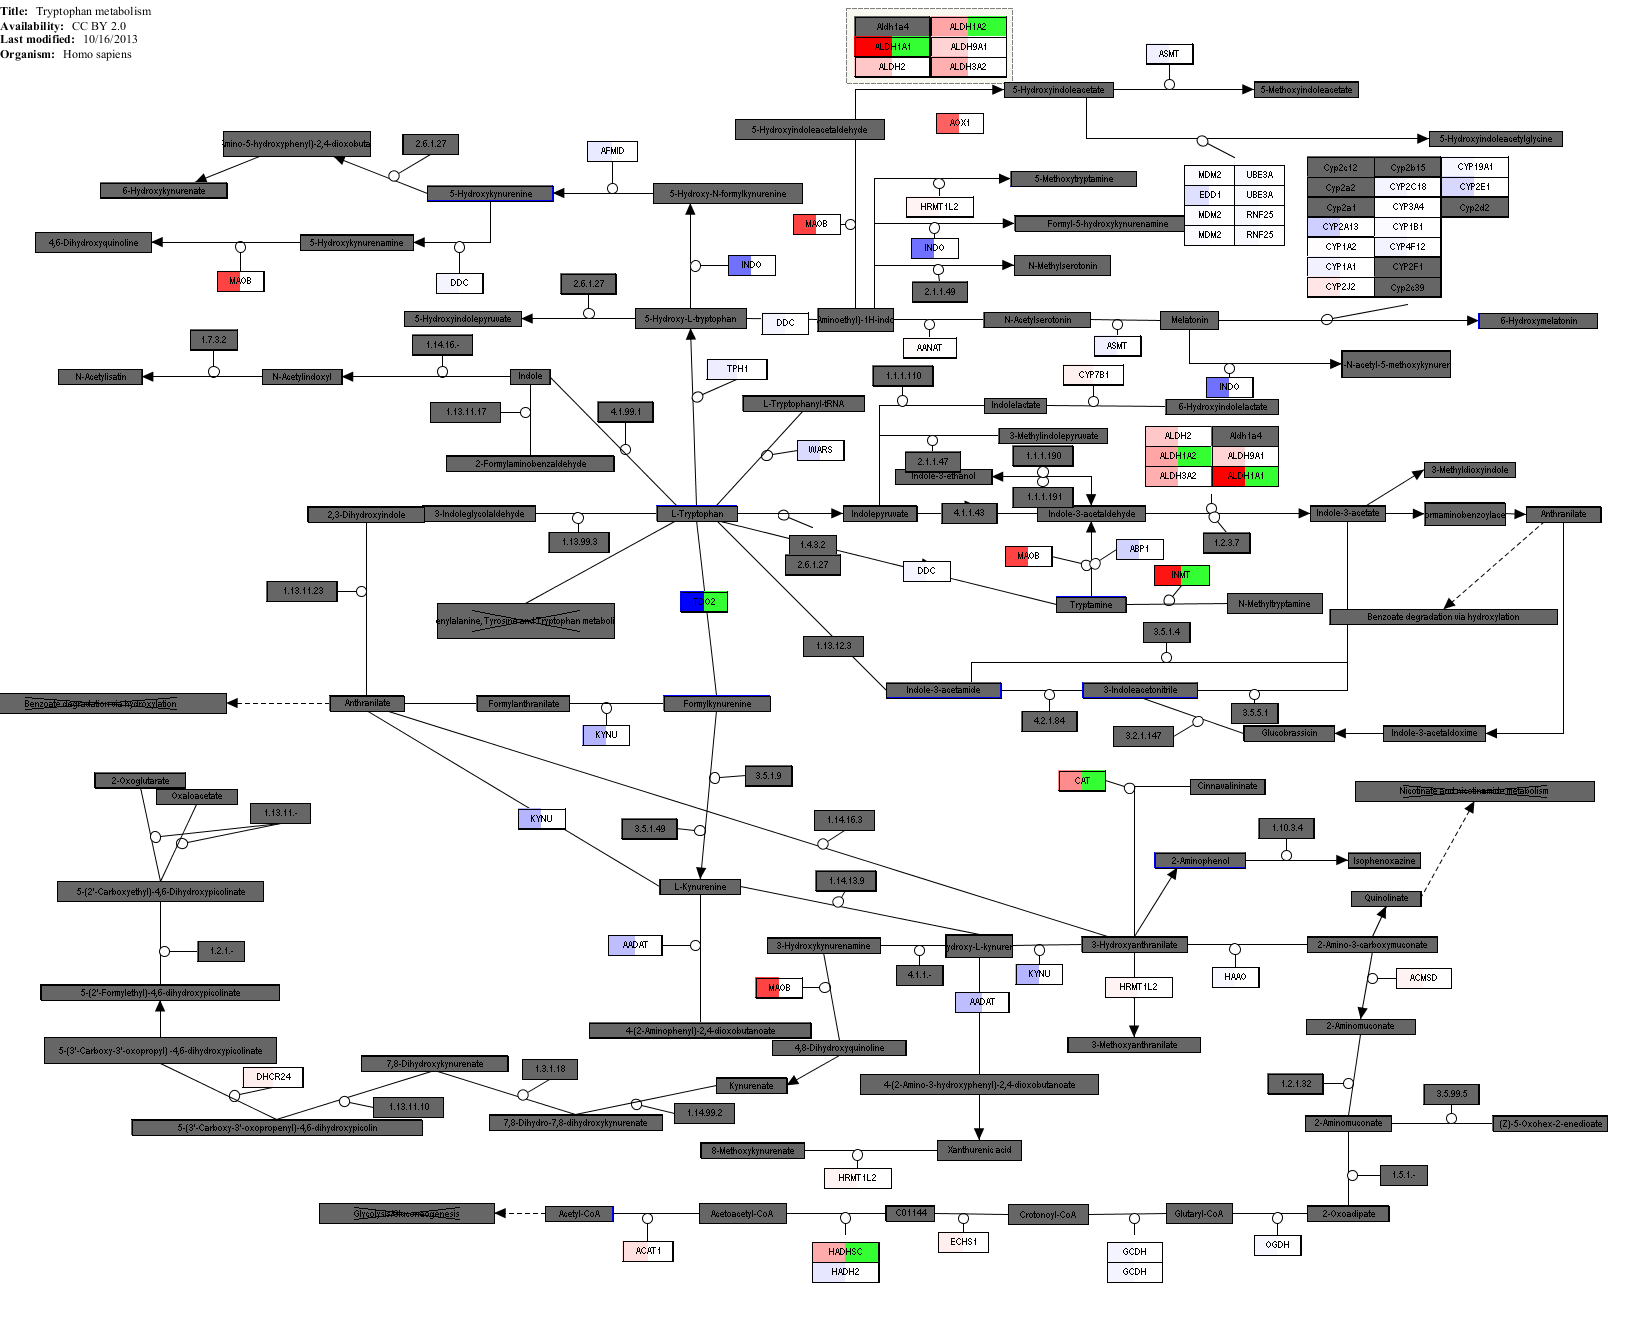 Title: Tryptophan metabolism
Availability: CC BY 2.0
Last modified: 10/16/2013
Organism: Homo sapiens
Aldh1a4 ALDH1A2
ALDH1A1 ALDH9A1
ALDH2 ALDH3A2
ASMT
5-Hydroxyindoleacetate
5-Methoxyindoleacetate
5-Hydroxyindoleacetaldehyde
AOX1
5-Hydroxyindoleacetylglycine
mino-5-hydroxyphenyl)-2,4-dioxobuta
2.6.1.27
AFMID
6-Hydroxykynurenate
5-Hydroxykynurenine
5-Hydroxy-N-formylkynurenine
5-Methoxytryptamine
HRMT1L2
MDM2 UBE3A
EDD1 UBE3A
MDM2 RNF25
MDM2 RNF25
Cyp2c12 Cyp2b15 CYP19A1
Cyp2a2 CYP2C18 CYP2E1
Cyp2a1 CYP3A4 Cyp2d2
CYP2A13 CYP1B1
CYP1A2 CYP4F12
CYP1A1 CYP2F1
CYP2J2 Cyp2c39
MAOB
Formyl-5-hydroxykynurenamine
4,6-Dihydroxyquinoline
5-Hydroxykynurenamine
INDO
INDO
N-Methylserotonin
MAOB
DDC
2.6.1.27
2.1.1.49
5-Hydroxyindolepyruvate
5-Hydroxy-L-tryptophan
DDC
Aminoethyl)-1H-indo
N-Acetylserotonin
Melatonin
6-Hydroxymelatonin
AANAT
ASMT
1.7.3.2
1.14.16.-
N-Acetylisatin
N-Acetylindoxyl
Indole
TPH1
1.1.1.110
CYP7B1
INDO
-N-acetyl-5-methoxykynurer
1.13.11.17
4.1.99.1
L-Tryptophanyl-tRNA
Indolelactate
6-Hydroxyindolelactate
3-Methylindolepyruvate
ALDH2 Aldh1a4
ALDH1A2 ALDH9A1
ALDH3A2 ALDH1A1
WARS
2.1.1.47
1.1.1.190
2-Formylaminobenzaldehyde
Indole-3-ethanol
3-Methyldioxyindole
1.1.1.191
2,3-Dihydroxyindole
3-Indoleglycolaldehyde
L-Tryptophan
Indolepyruvate
4.1.1.43
Indole-3-acetaldehyde
Indole-3-acetate
ormaminobenzoylace
Anthranilate
1.13.99.3
1.4.3.2
2.6.1.27
1.2.3.7
MAOB
ABP1
DDC
INMT
1.13.11.23
TDO2
Tryptamine
N-Methyltryptamine
Benzoate degradation via hydroxylation
enylalanine, Tyrosine and Tryptophan metaboli
1.13.12.3
3.5.1.4
Indole-3-acetamide
3-Indoleacetonitrile
Benzoate degradation via hydroxylation
Anthranilate
Formylanthranilate
Formylkynurenine
4.2.1.84
3.5.5.1
KYNU
3.2.1.147
Glucobrassicin
Indole-3-acetaldoxime
2-Oxoglutarate
Oxaloacetate
3.5.1.9
CAT
Cinnavalininate
Nicotinate and nicotinamide metabolism
1.13.11.-
KYNU
3.5.1.49
1.14.16.3
1.10.3.4
2-Aminophenol
Isophenoxazine
5-(2'-Carboxyethyl)-4,6-Dihydroxypicolinate
L-Kynurenine
1.14.13.9
Quinolinate
1.2.1.-
AADAT
3-Hydroxykynurenamine
ydroxy-L-kynurer
3-Hydroxyanthranilate
2-Amino-3-carboxymuconate
4.1.1.-
KYNU
HAAO
ACMSD
5-(2'-Formylethyl)-4,6-dihydroxypicolinate
MAOB
AADAT
HRMT1L2
4-(2-Aminophenyl)-2,4-dioxobutanoate
2-Aminomuconate
5-(3'-Carboxy-3'-oxopropyl)-4,6-dihydroxypicolinate
4,8-Dihydroxyquinoline
3-Methoxyanthranilate
DHCR24
7,8-Dihydroxykynurenate
1.3.1.18
Kynurenate
4-(2-Amino-3-hydroxyphenyl)-2,4-dioxobutanoate
1.2.1.32
3.5.99.5
1.13.11.10
1.14.99.2
5-(3'-Carboxy-3'-oxopropenyl)-4,6-dihydroxypicolin
7,8-Dihydro-7,8-dihydroxykynurenate
2-Aminomuconate
(Z)-5-Oxohex-2-enedioate
8-Methoxykynurenate
Xanthurenic acid
HRMT1L2
1.5.1.-
Glycolysis/Gluconeogenesis
Acetyl-CoA
Acetoacetyl-CoA
C01144
Crotonoyl-CoA
Glutaryl-CoA
2-Oxoadipate
ACAT1
HADHSC
HADH2
ECHS1
GCDH
GCDH
OGDH